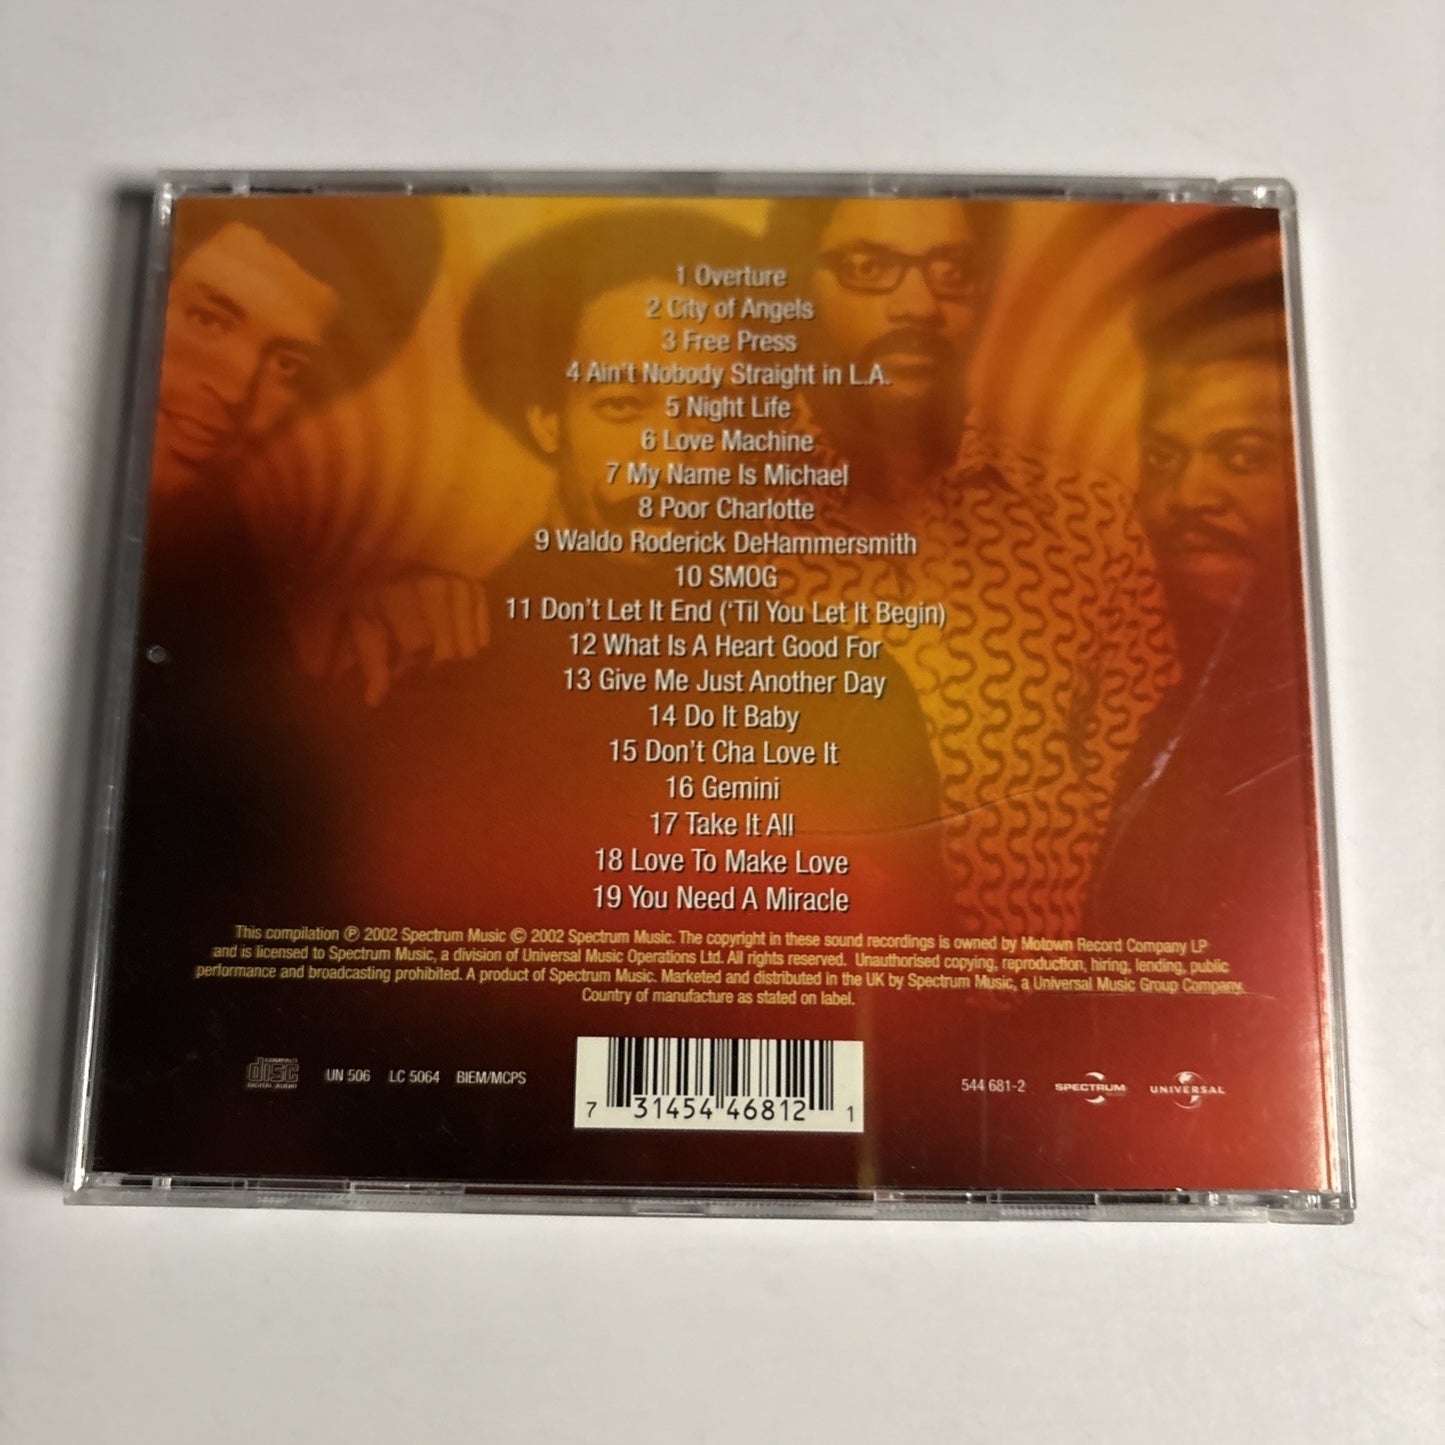 1 Overture
2 City of Angels
3 Free Press
4 Ain't Nobody Straight in L.A.
5 Night Life
6 Love Machine
7 My Name Is Michael
8 Poor Charlotte
9 Waldo Roderick DeHammersmith
10 SMOG
11 Don't Let It End ('Til You Let It Begin)
12 What Is A Heart Good For
13 Give Me Just Another Day
14 Do It Baby
15 Don't Cha Love It
16 Gemini
17 Take It All
18 Love To Make Love
19 You Need A Miracle
This compilation ℗ 2002 Spectrum Music © 2002 Spectrum Music. The copyright in these sound recordings is owned by Motown Record Company LP
and is licensed to Spectrum Music, a division of Universal Music Operations Ltd. All rights reserved. Unauthorised copying, reproduction, hiring, lending, public
performance and broadcasting prohibited. A product of Spectrum Music. Marketed and distributed in the UK by Spectrum Music, a Universal Music Group Company.
Country of manufacture as stated on label.
COMPACT
disc
DIGITAL AUDIO
UN 506 LC 5064 BIEM/MCPS
7 31454 46812 1
544 681-2
SPECTRUM
UNIVERSAL